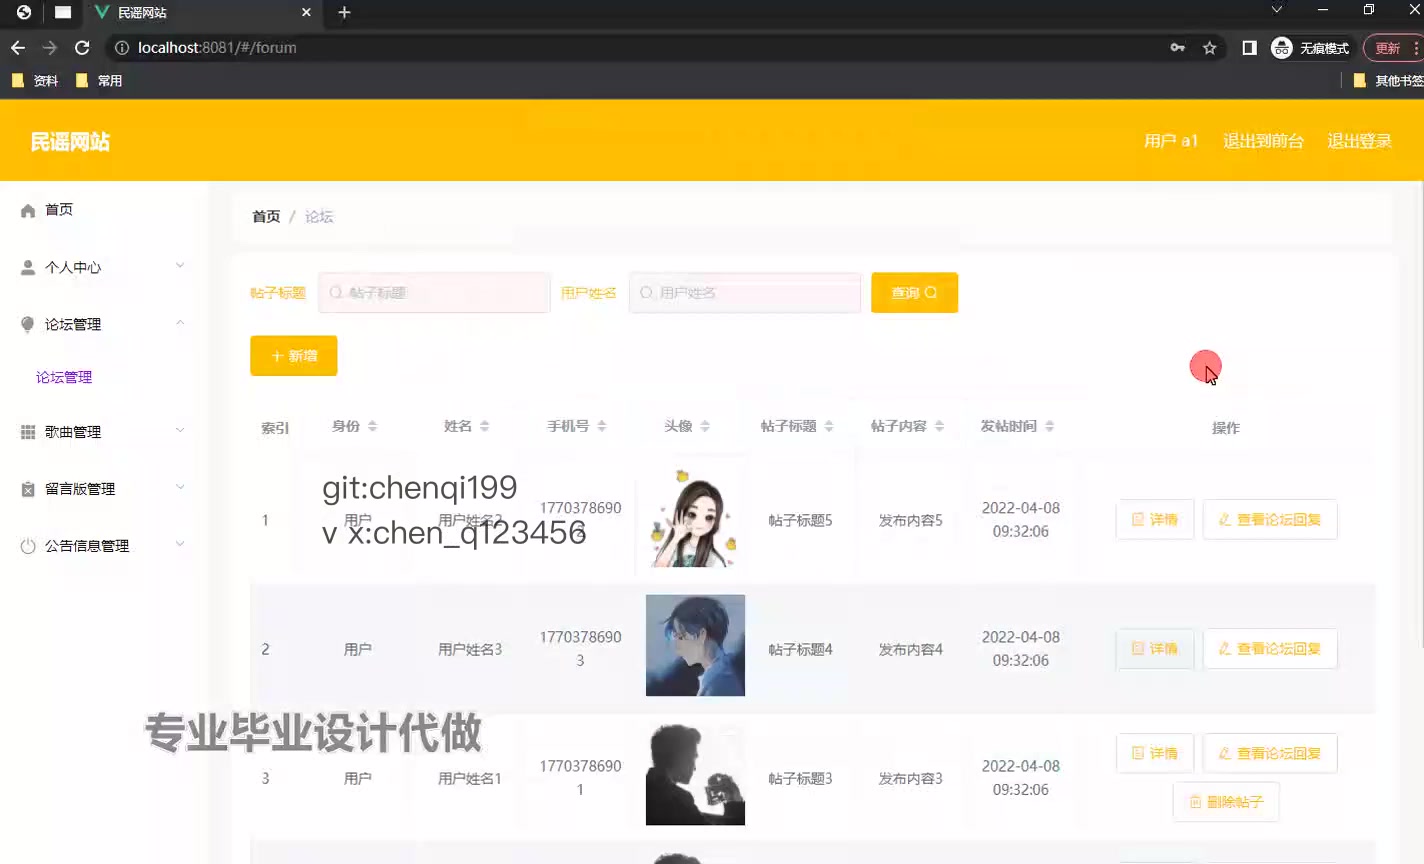 民谣网站
localhost:8081/#/forum
无痕模式
更新
资料
常用
其他书签
民谣网站
用户 a1
退出到前台
退出登录
首页
个人中心
论坛管理
论坛管理
歌曲管理
留言版管理
公告信息管理
首页 / 论坛
帖子标题 帖子标题 用户姓名 用户姓名 查询
+ 新增
索引 身份 姓名 手机号 头像 帖子标题 帖子内容 发帖时间 操作
git:chenqi199
v x:chen_q123456
1 用户 用户姓名2 1770378690 帖子标题5 发布内容5 2022-04-08 详情 查看论坛回复
09:32:06
2 用户 用户姓名3 1770378690 帖子标题4 发布内容4 2022-04-08 详情 查看论坛回复
3 09:32:06
专业毕业设计代做
3 用户 用户姓名1 1770378690 帖子标题3 发布内容3 2022-04-08 详情 查看论坛回复
1 09:32:06 删除帖子